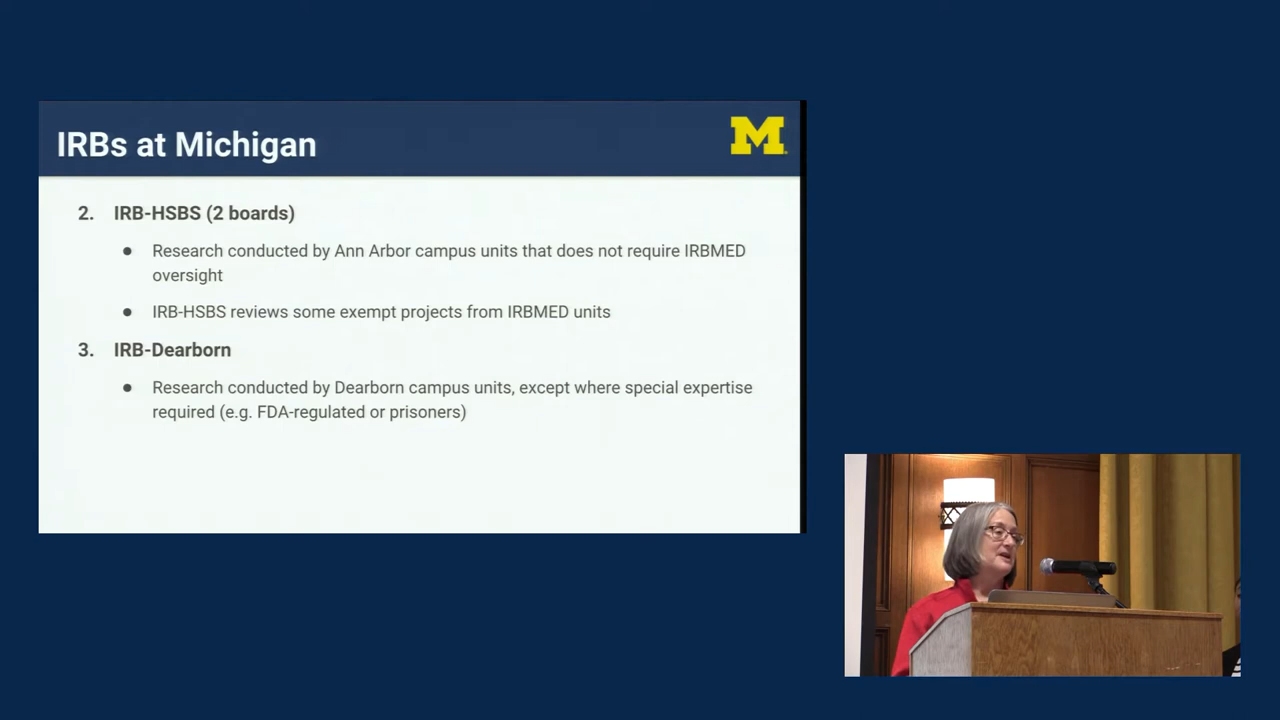 IRBs at Michigan
M
2. IRB-HSBS (2 boards)
● Research conducted by Ann Arbor campus units that does not require IRBMED
oversight
● IRB-HSBS reviews some exempt projects from IRBMED units
3. IRB-Dearborn
● Research conducted by Dearborn campus units, except where special expertise
required (e.g. FDA-regulated or prisoners)